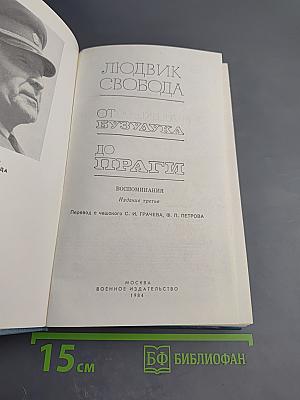 ЛЮДВИК
СВОБОДА
ОТ
БУЗУЛУКА
ДО
ПРАГИ
ВОСПОМИНАНИЯ
Издание третье
Перевод с чешского С. И. ГРАЧЕВА, Ф. П. ПЕТРОВА
МОСКВА
ВОЕННОЕ ИЗДАТЕЛЬСТВО
1984
15 см
БФ БИБЛИОФАН